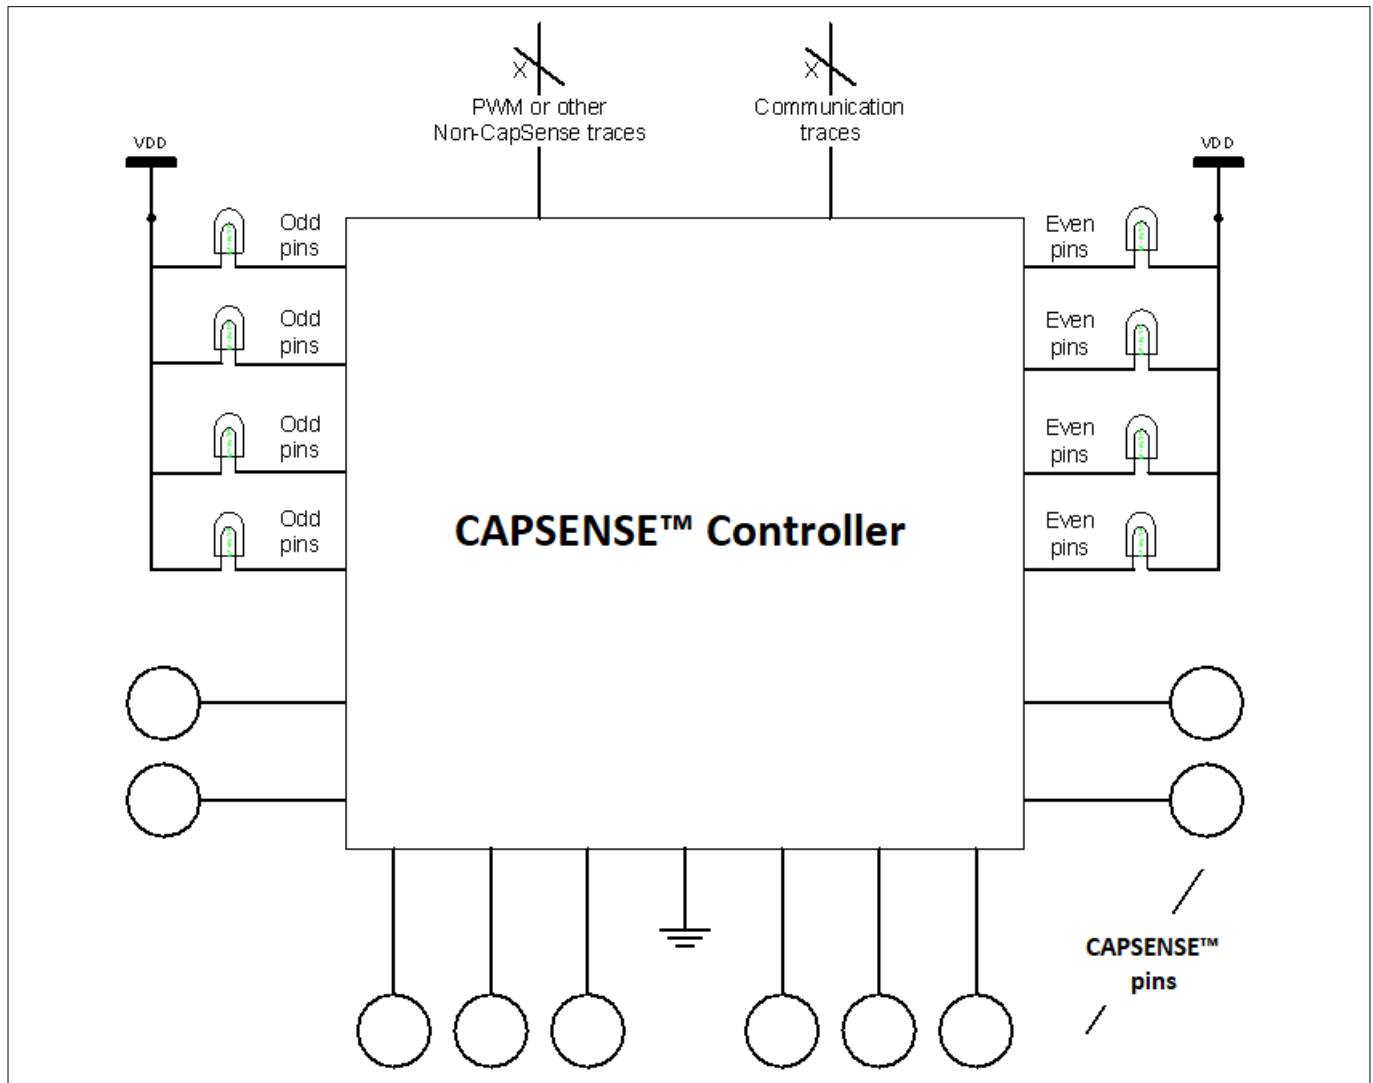 X
X
PWM or other
Non-CapSense traces
Communication
traces
VDD
VDD
Odd
pins
Even
pins
Odd
pins
Even
pins
Odd
pins
Even
pins
Odd
pins
Even
pins
CAPSENSE™ Controller
CAPSENSE™
pins